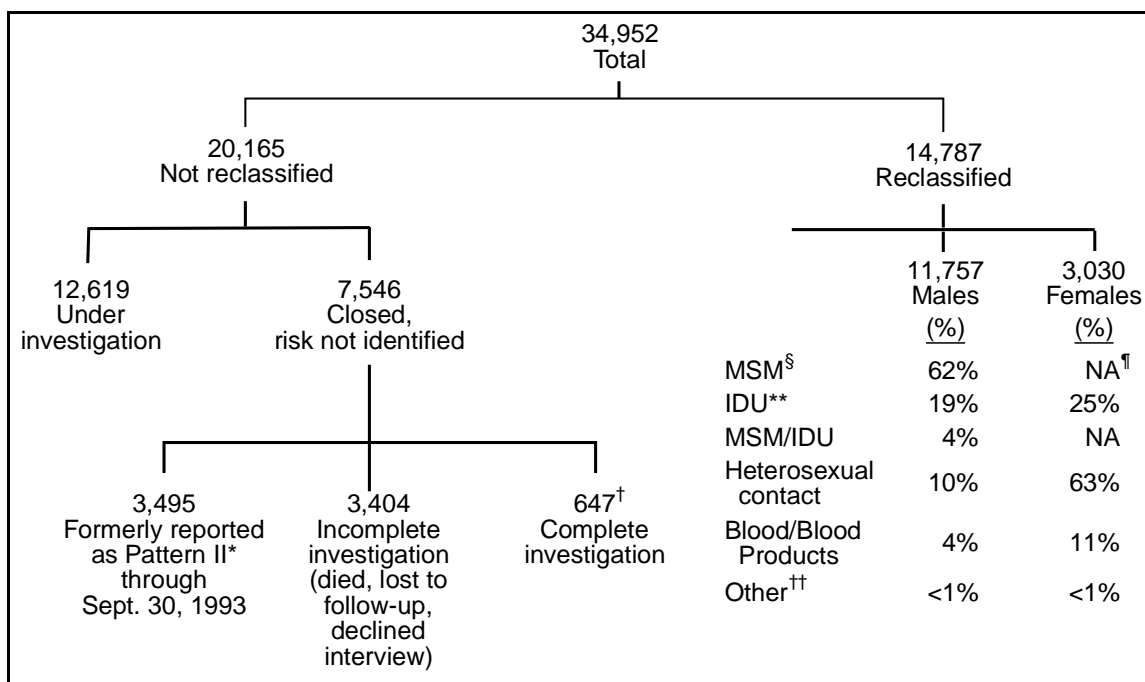 34,952
Total
20,165
Not reclassified
14,787
Reclassified
12,619
Under
investigation
7,546
Closed,
risk not identified
11,757
Males
(%)
3,030
Females
(%)
MSM§ 62% NA¶
IDU** 19% 25%
MSM/IDU 4% NA
Heterosexual
contact 10% 63%
Blood/Blood
Products 4% 11%
Other†† <1% <1%
3,495
Formerly reported
as Pattern II*
through
Sept. 30, 1993
3,404
Incomplete
investigation
(died, lost to
follow-up,
declined
interview)
647†
Complete
investigation